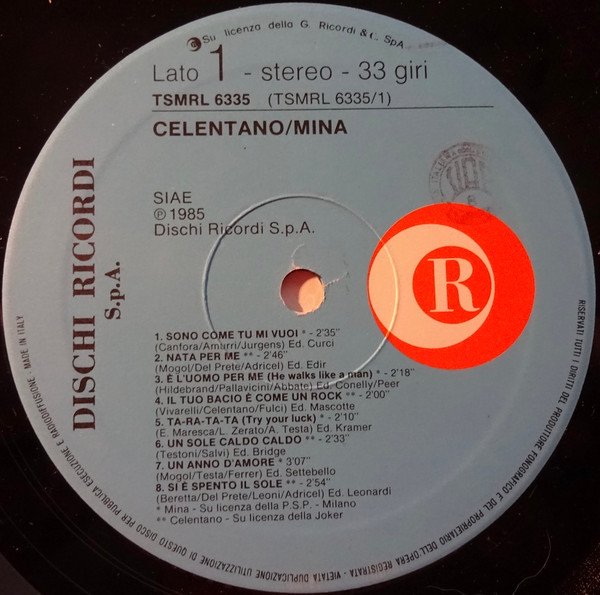 Su licenza della G. Ricordi & C. SpA
Lato 1 - stereo - 33 giri
TSMRL 6335 (TSMRL 6335/1)
CELENTANO/MINA
DISCHI RICORDI
S.p.A.
SIAE
℗ 1985
Dischi Ricordi S.p.A.
R
1. SONO COME TU MI VUOI * - 2'35"
(Canfora/Amurri/Jurgens) Ed. Curci
2. NATA PER ME ** - 2'46"
(Mogol/Del Prete/Adricel) Ed. Edir
3. È L'UOMO PER ME (He walks like a man) * - 2'18"
(Hildebrand/Pallavicini/Abbate) Ed. Conelly/Peer
4. IL TUO BACIO È COME UN ROCK ** - 2'00"
(Vivarelli/Celentano/Fulci) Ed. Mascotte
5. TA-RA-TA-TA (Try your luck) * - 2'10"
(E. Maresca/L. Zerato/A. Testa) Ed. Kramer
6. UN SOLE CALDO CALDO ** - 2'33"
(Testoni/Salvi) Ed. Bridge
7. UN ANNO D'AMORE * 3'07"
(Mogol/Testa/Ferrer) Ed. Settebello
8. SI È SPENTO IL SOLE ** - 2'54"
(Beretta/Del Prete/Leoni/Adricel) Ed. Leonardi
* Mina - Su licenza della P.S.P. - Milano
** Celentano - Su licenza della Joker
RISERVATI TUTTI I DIRITTI DEL PRODUTTORE FONOGRAFICO E DEL PROPRIETARIO DELL'OPERA REGISTRATA - VIETATA DUPLICAZIONE UTILIZZAZIONE DI QUESTO DISCO PER PUBBLICA ESECUZIONE E RADIODIFFUSIONE - MADE IN ITALY